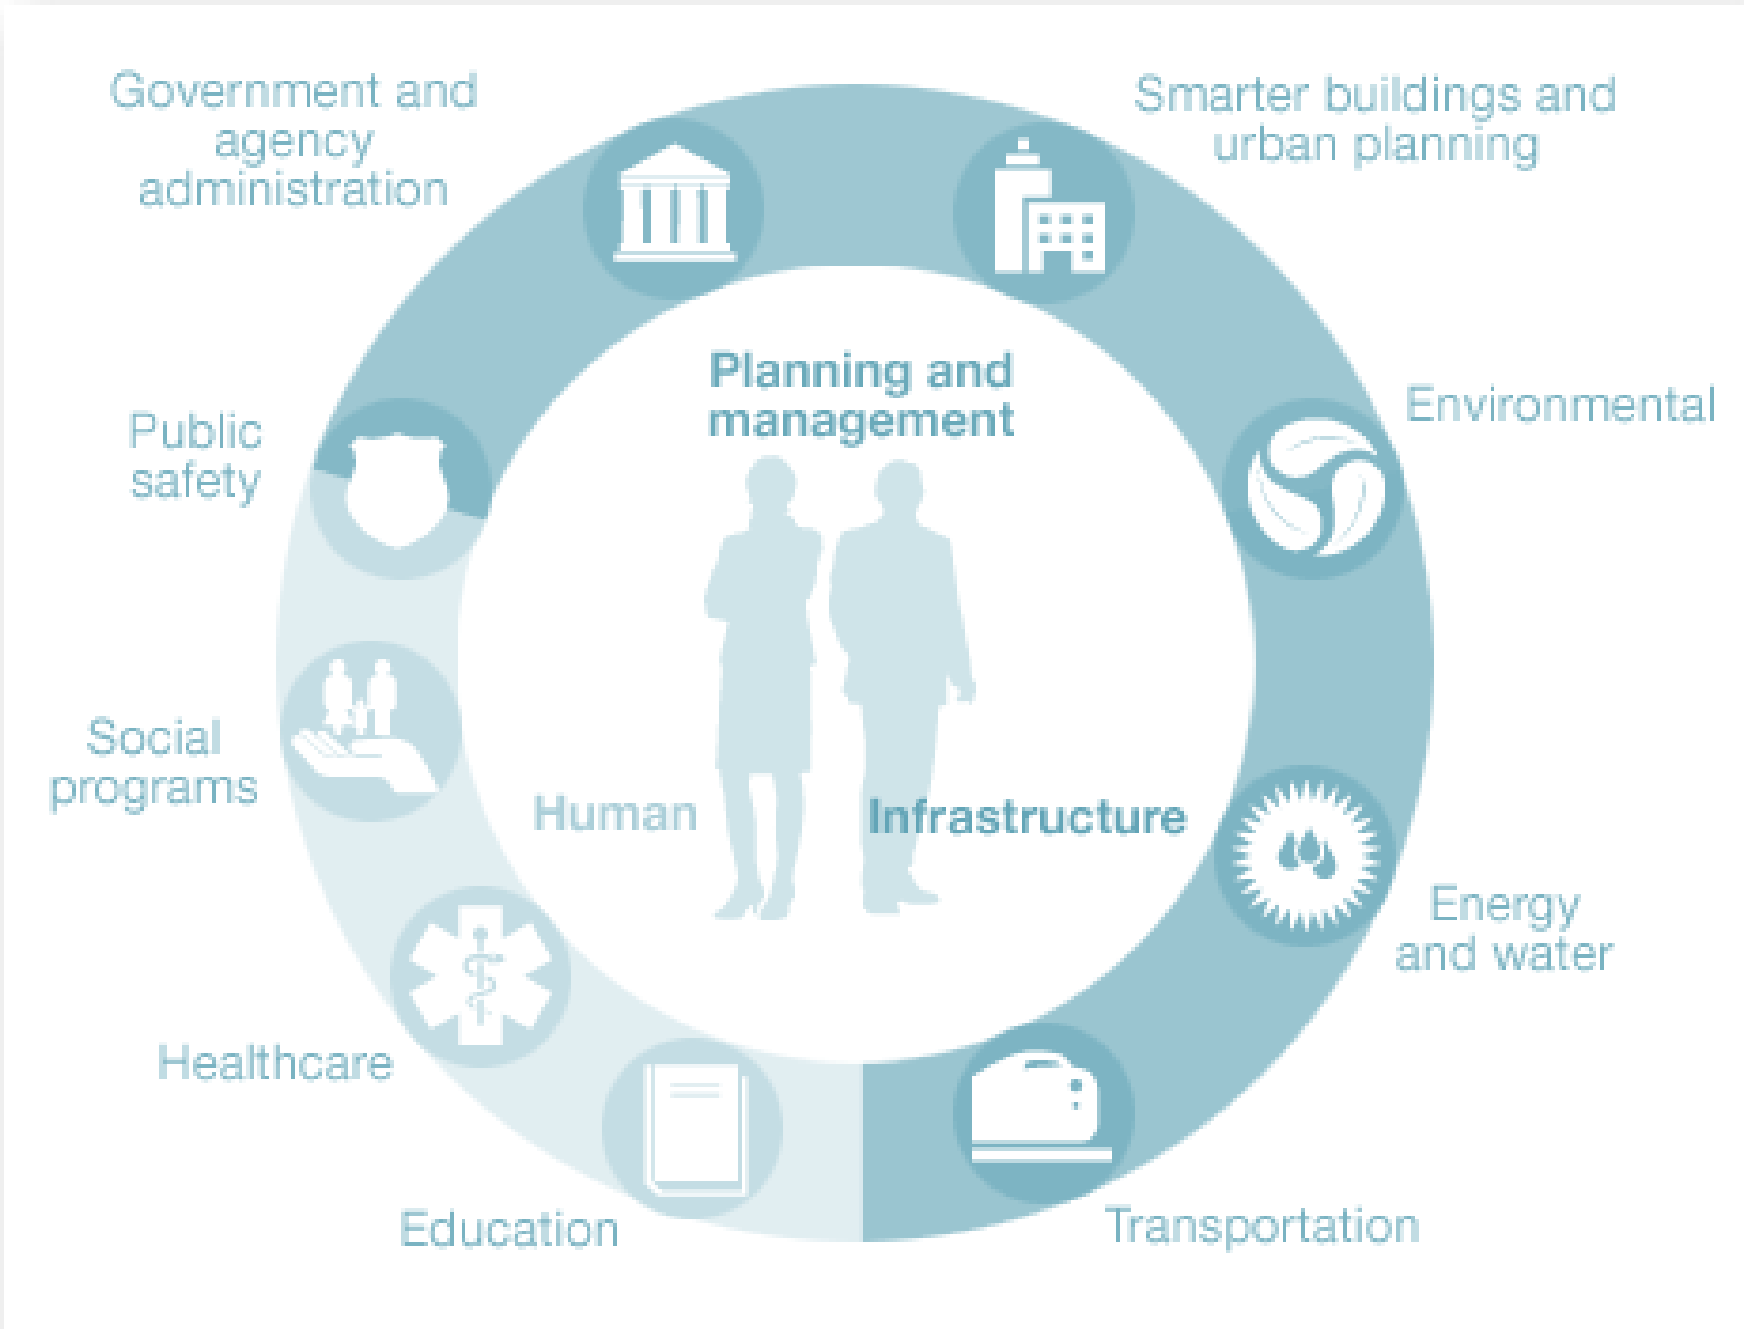 Government and
agency
administration
Smarter buildings and
urban planning
Planning and
management
Environmental
Public
safety
Social
programs
Human
Infrastructure
Energy
and water
Healthcare
Education
Transportation